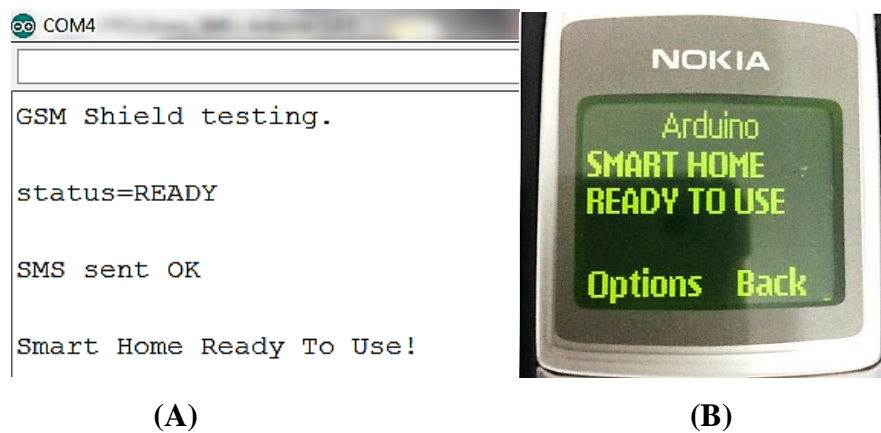 COM4
GSM Shield testing.
status=READY
SMS sent OK
Smart Home Ready To Use!
(A)
NOKIA
Arduino
SMART HOME
READY TO USE
Options Back
(B)